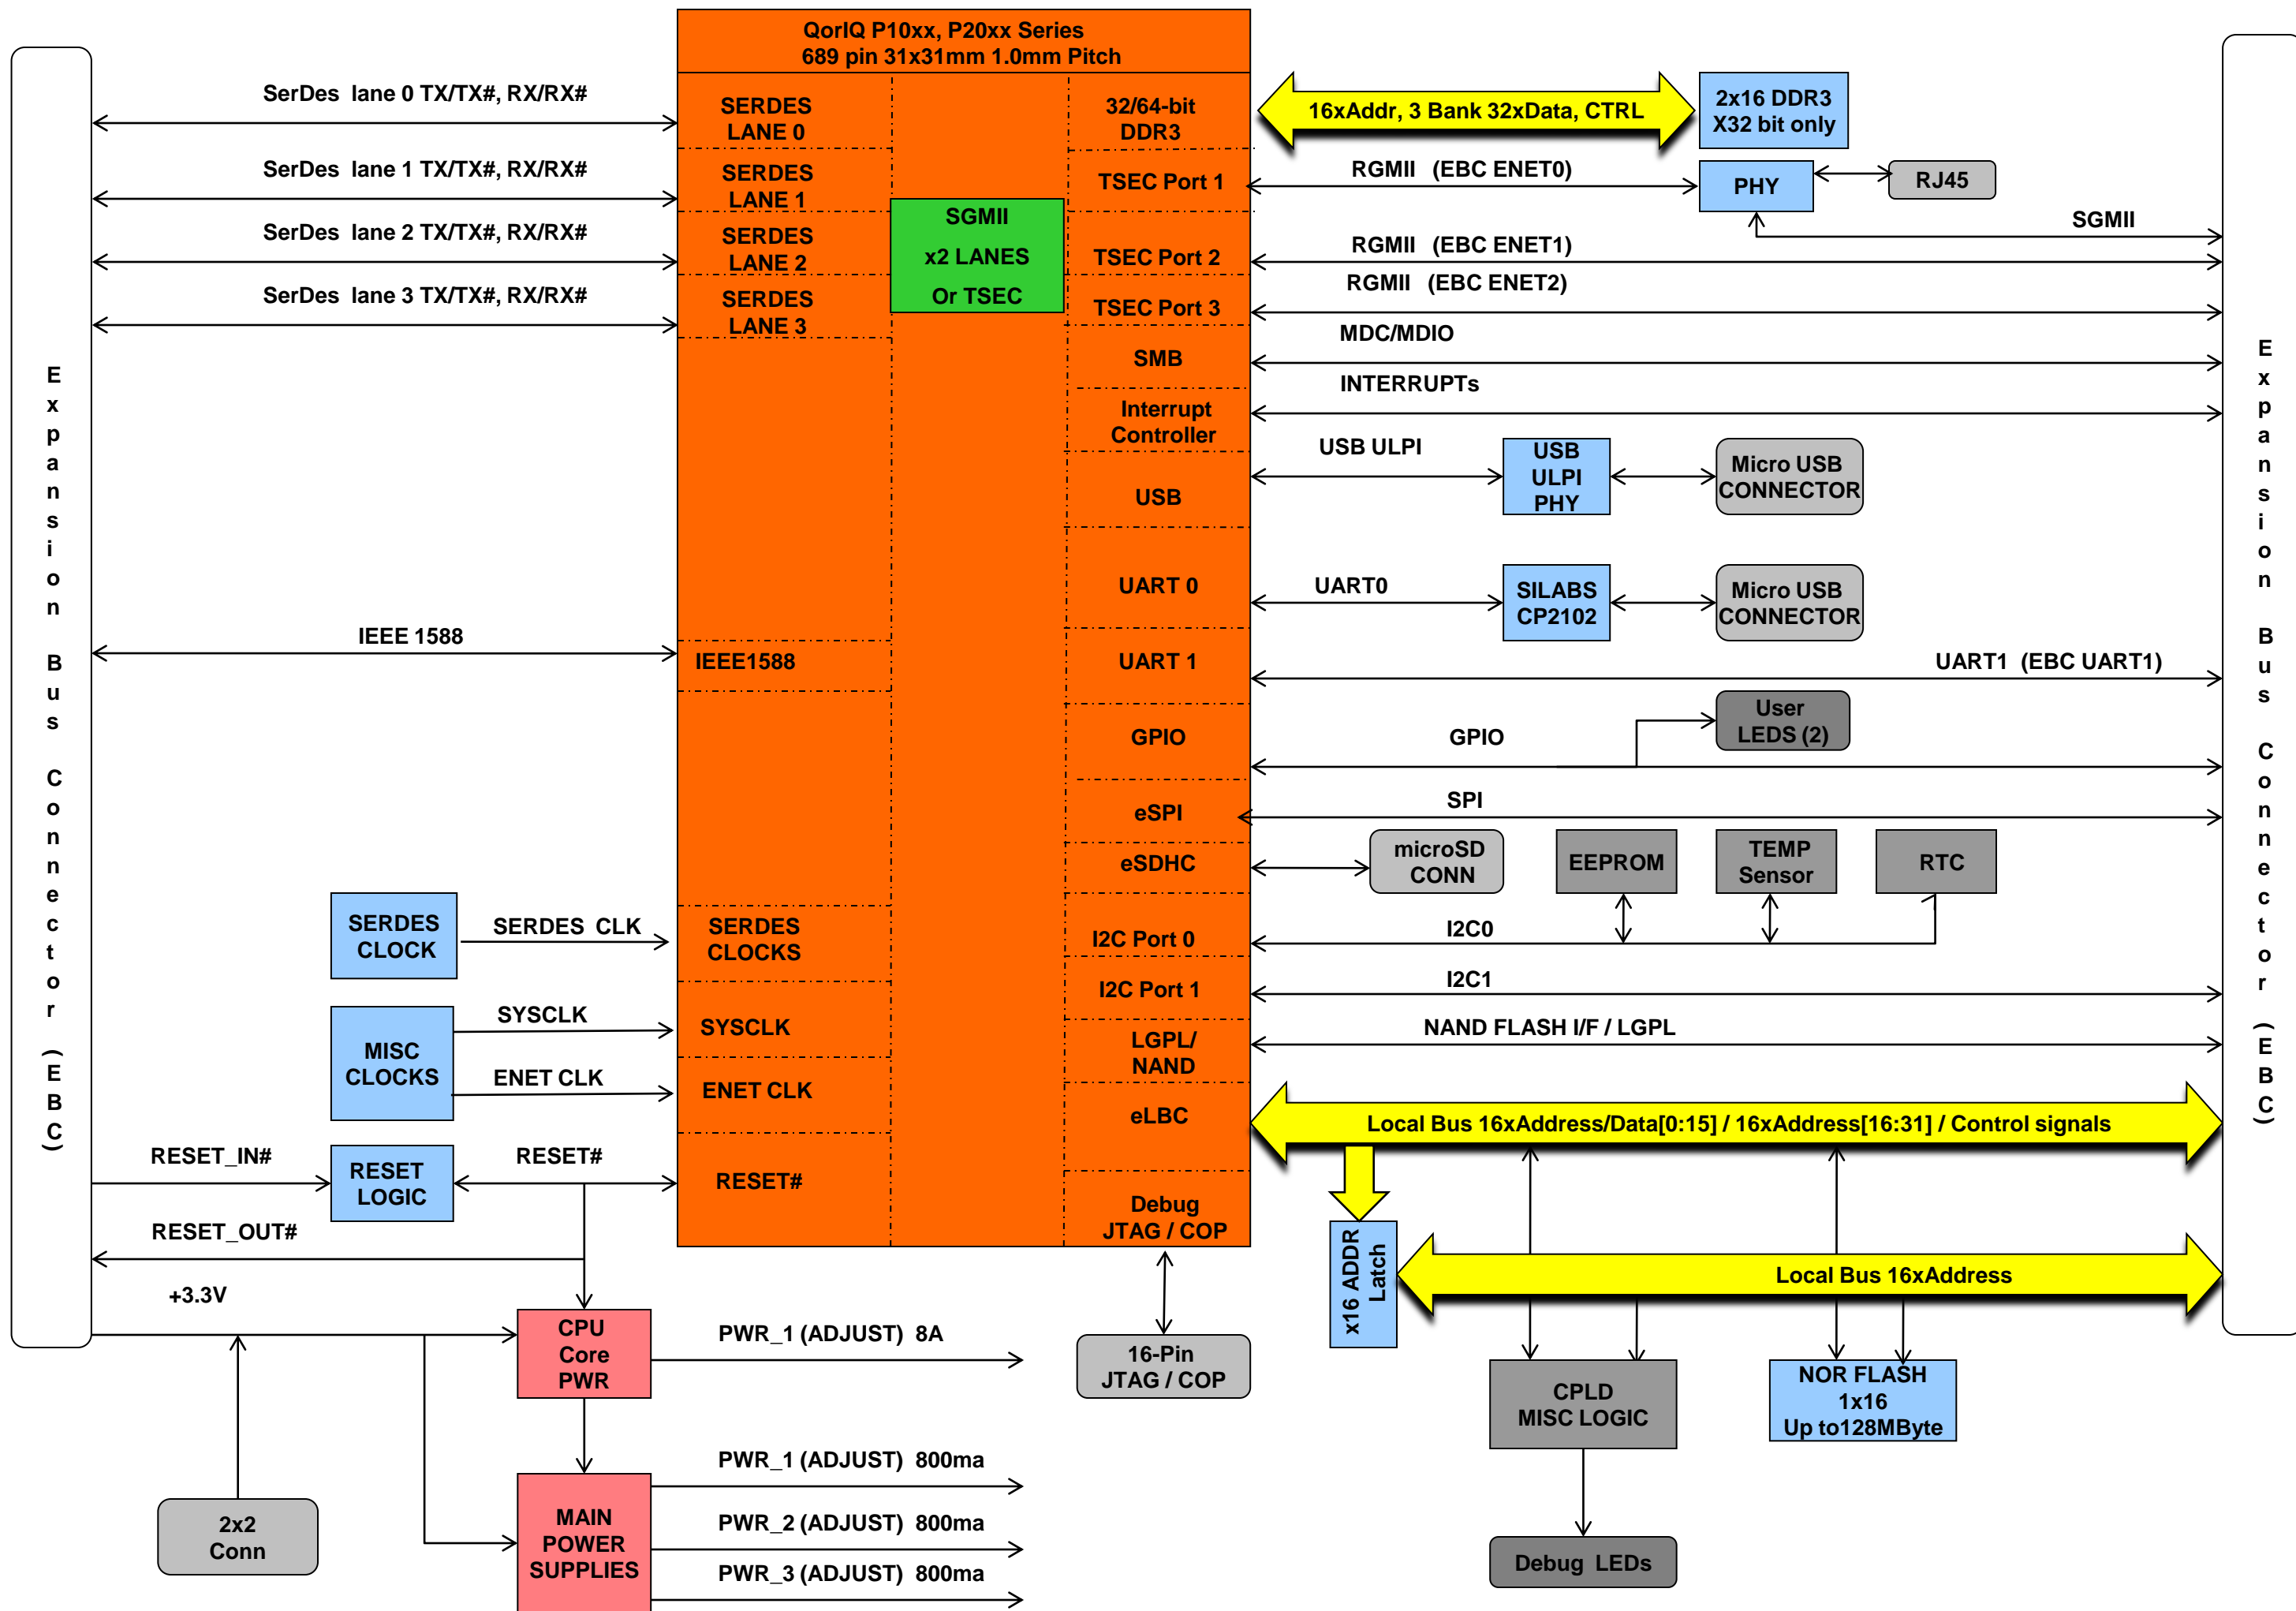 QorIQ P10xx, P20xx Series
689 pin 31x31mm 1.0mm Pitch
Expansion Bus Connector (EBC)
SerDes lane 0 TX/TX#, RX/RX#
SerDes lane 1 TX/TX#, RX/RX#
SerDes lane 2 TX/TX#, RX/RX#
SerDes lane 3 TX/TX#, RX/RX#
IEEE 1588
SERDES
CLOCK
SERDES CLK
MISC
CLOCKS
SYSCLK
ENET CLK
RESET_IN#
RESET
LOGIC
RESET#
RESET_OUT#
+3.3V
2x2
Conn
CPU
Core
PWR
PWR_1 (ADJUST) 8A
MAIN
POWER
SUPPLIES
PWR_1 (ADJUST) 800ma
PWR_2 (ADJUST) 800ma
PWR_3 (ADJUST) 800ma
SERDES
LANE 0
SERDES
LANE 1
SERDES
LANE 2
SERDES
LANE 3
IEEE1588
SERDES
CLOCKS
SYSCLK
ENET CLK
RESET#
SGMII
x2 LANES
Or TSEC
32/64-bit
DDR3
TSEC Port 1
TSEC Port 2
TSEC Port 3
SMB
Interrupt
Controller
USB
UART 0
UART 1
GPIO
eSPI
eSDHC
I2C Port 0
I2C Port 1
LGPL/
NAND
eLBC
Debug
JTAG / COP
16-Pin
JTAG / COP
16xAddr, 3 Bank 32xData, CTRL
2x16 DDR3
X32 bit only
RGMII (EBC ENET0)
PHY
RJ45
SGMII
RGMII (EBC ENET1)
RGMII (EBC ENET2)
MDC/MDIO
INTERRUPTs
USB ULPI
USB
ULPI
PHY
Micro USB
CONNECTOR
UART0
SILABS
CP2102
Micro USB
CONNECTOR
UART1 (EBC UART1)
User
LEDS (2)
GPIO
SPI
microSD
CONN
EEPROM
TEMP
Sensor
RTC
I2C0
I2C1
NAND FLASH I/F / LGPL
Local Bus 16xAddress/Data[0:15] / 16xAddress[16:31] / Control signals
x16 ADDR
Latch
Local Bus 16xAddress
CPLD
MISC LOGIC
NOR FLASH
1x16
Up to128MByte
Debug LEDs
Expansion Bus Connector (EBC)